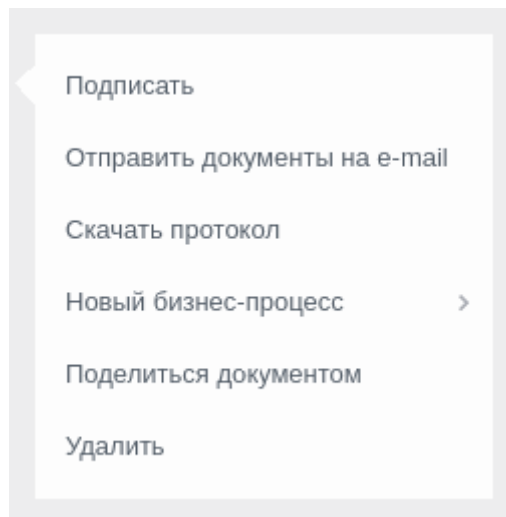 Подписать
Отправить документы на e-mail
Скачать протокол
Новый бизнес-процесс
Поделиться документом
Удалить